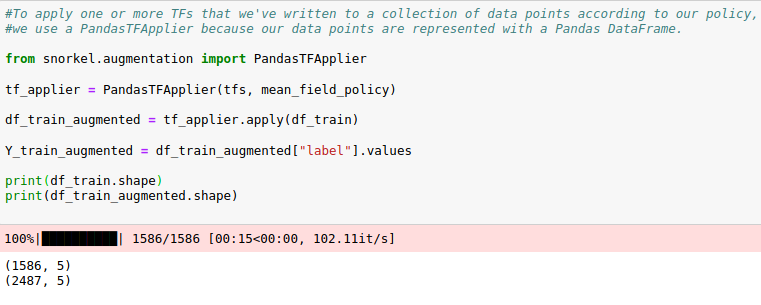 #To apply one or more TFs that we've written to a collection of data points according to our policy,
#we use a PandasTFApplier because our data points are represented with a Pandas DataFrame.
from snorkel.augmentation import PandasTFApplier
tf_applier = PandasTFApplier(tfs, mean_field_policy)
df_train_augmented = tf_applier.apply(df_train)
Y_train_augmented = df_train_augmented["label"].values
print(df_train.shape)
print(df_train_augmented.shape)
100%|██████████| 1586/1586 [00:15<00:00, 102.11it/s]
(1586, 5)
(2487, 5)